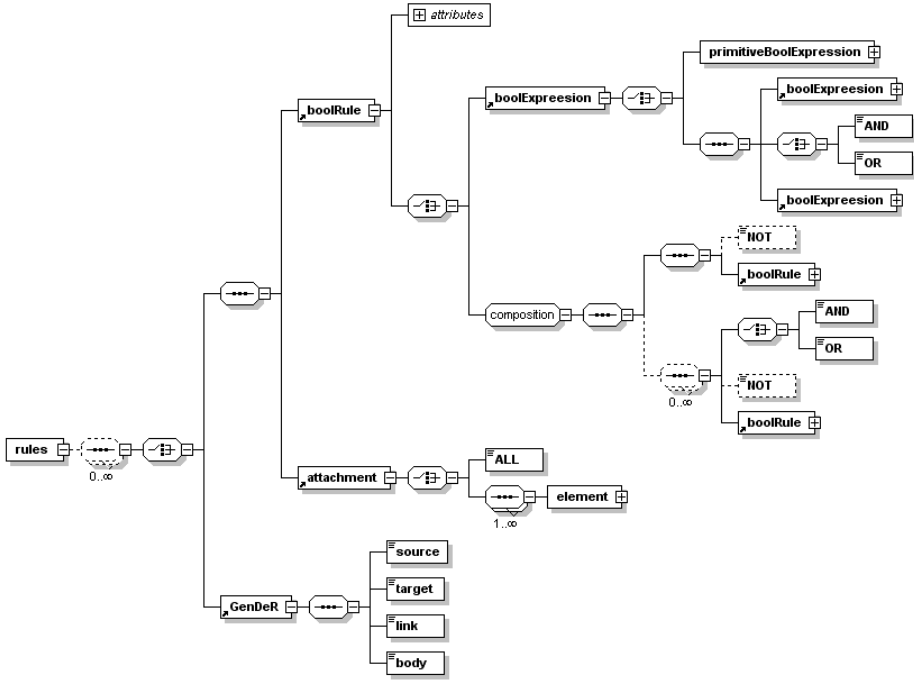 attributes
primitiveBoolExpression
boolExpreesion
boolRule
boolExpreesion
AND
OR
boolExpreesion
NOT
boolRule
composition
AND
OR
NOT
0..∞
boolRule
rules
0..∞
ALL
attachment
element
1..∞
source
target
GenDeR
link
body